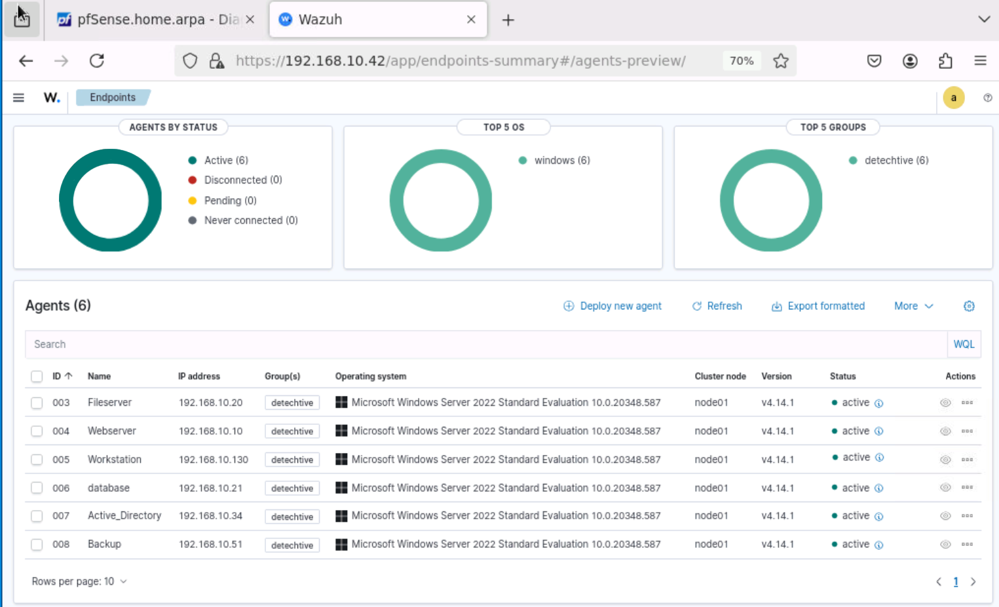 pfSense.home.arpa - Dia
Wazuh
https://192.168.10.42/app/endpoints-summary#/agents-preview/ 70%
W. Endpoints a
AGENTS BY STATUS
Active (6)
Disconnected (0)
Pending (0)
Never connected (0)
TOP 5 OS
windows (6)
TOP 5 GROUPS
detechtive (6)
Agents (6) Deploy new agent Refresh Export formatted More
Search WQL
ID Name IP address Group(s) Operating system Cluster node Version Status Actions
003 Fileserver 192.168.10.20 detechtive Microsoft Windows Server 2022 Standard Evaluation 10.0.20348.587 node01 v4.14.1 active
004 Webserver 192.168.10.10 detechtive Microsoft Windows Server 2022 Standard Evaluation 10.0.20348.587 node01 v4.14.1 active
005 Workstation 192.168.10.130 detechtive Microsoft Windows Server 2022 Standard Evaluation 10.0.20348.587 node01 v4.14.1 active
006 database 192.168.10.21 detechtive Microsoft Windows Server 2022 Standard Evaluation 10.0.20348.587 node01 v4.14.1 active
007 Active_Directory 192.168.10.34 detechtive Microsoft Windows Server 2022 Standard Evaluation 10.0.20348.587 node01 v4.14.1 active
008 Backup 192.168.10.51 detechtive Microsoft Windows Server 2022 Standard Evaluation 10.0.20348.587 node01 v4.14.1 active
Rows per page: 10 1